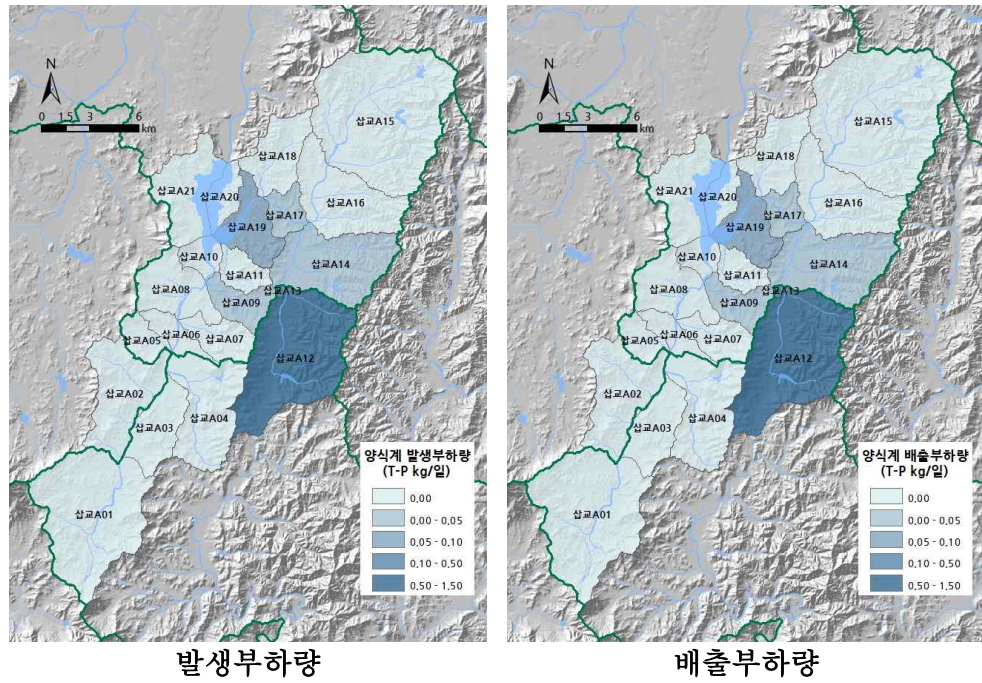 N
0 1.5 3 6
km
삽교A15
삽교A18
삽교A21
삽교A20
삽교A16
삽교A17
삽교A19
삽교A10
삽교A11
삽교A14
삽교A08
삽교A13
삽교A09
삽교A05
삽교A06
삽교A07
삽교A12
삽교A02
삽교A04
삽교A03
삽교A01
양식계 발생부하량
(T-P kg/일)
0.00
0.00 - 0.05
0.05 - 0.10
0.10 - 0.50
0.50 - 1.50
발생부하량
N
0 1.5 3 6
km
삽교A15
삽교A18
삽교A21
삽교A20
삽교A16
삽교A17
삽교A19
삽교A10
삽교A11
삽교A14
삽교A08
삽교A13
삽교A09
삽교A05
삽교A06
삽교A07
삽교A12
삽교A02
삽교A04
삽교A03
삽교A01
양식계 배출부하량
(T-P kg/일)
0.00
0.00 - 0.05
0.05 - 0.10
0.10 - 0.50
0.50 - 1.50
배출부하량